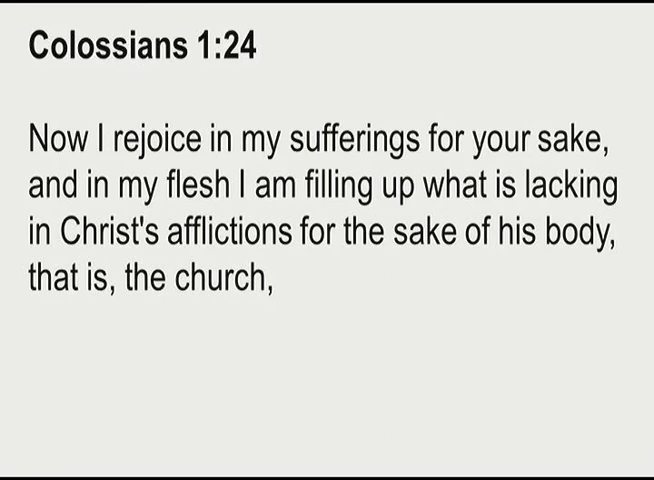 Colossians 1:24
Now I rejoice in my sufferings for your sake,
and in my flesh I am filling up what is lacking
in Christ's afflictions for the sake of his body,
that is, the church,